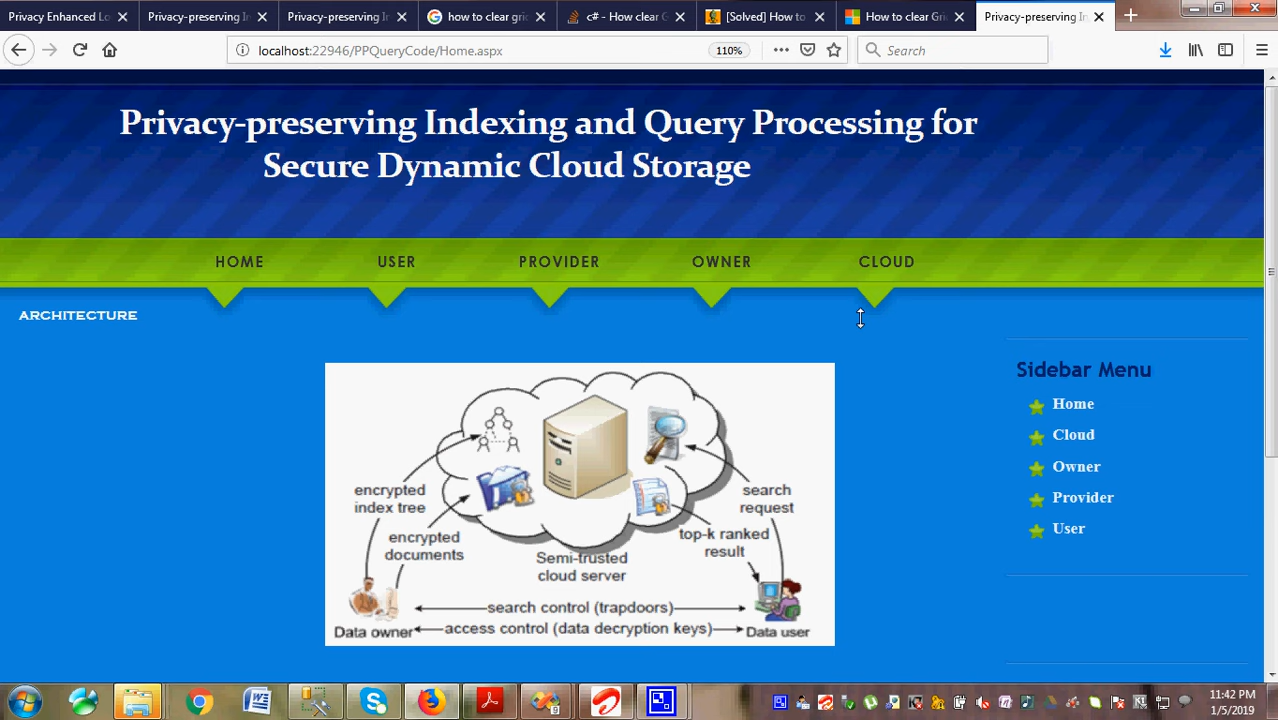 Privacy Enhanced Lo
Privacy-preserving In
Privacy-preserving In
how to clear gric
c# - How clear G
[Solved] How to
How to clear Gri
Privacy-preserving In
localhost:22946/PPQueryCode/Home.aspx
110%
Search
Privacy-preserving Indexing and Query Processing for
Secure Dynamic Cloud Storage
HOME
USER
PROVIDER
OWNER
CLOUD
ARCHITECTURE
encrypted
index tree
encrypted
documents
Semi-trusted
cloud server
search
request
top-k ranked
result
search control (trapdoors)
access control (data decryption keys)
Data owner
Data user
Sidebar Menu
Home
Cloud
Owner
Provider
User
11:42 PM
1/5/2019